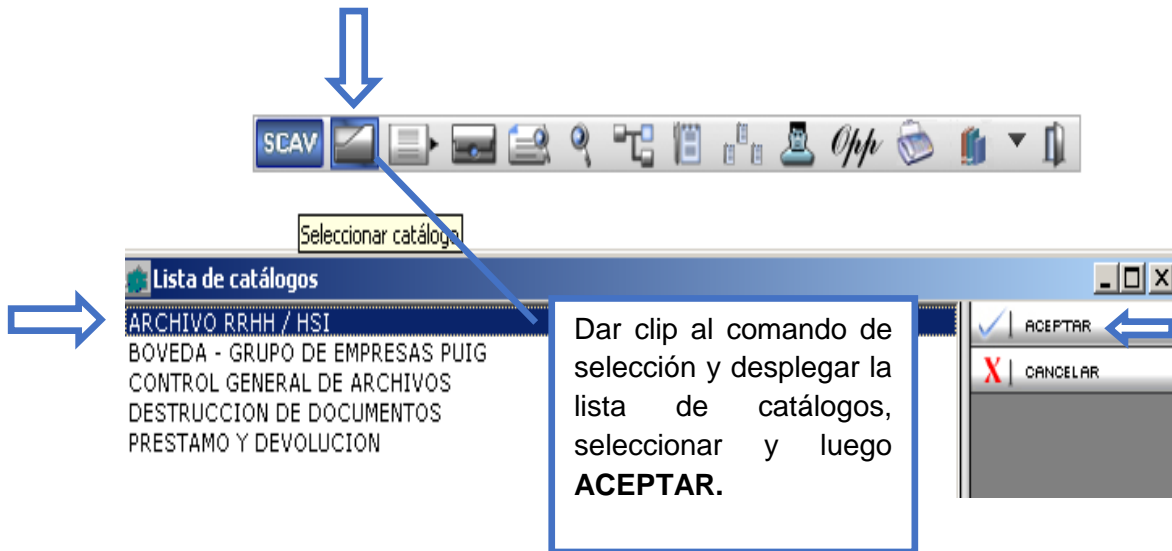 SCAV
Opp
Seleccionar catálogo
Lista de catálogos
ARCHIVO RRHH / HSI
BOVEDA - GRUPO DE EMPRESAS PUIG
CONTROL GENERAL DE ARCHIVOS
DESTRUCCION DE DOCUMENTOS
PRESTAMO Y DEVOLUCION
Dar clip al comando de
selección y desplegar la
lista de catálogos,
seleccionar y luego
ACEPTAR.
ACEPTAR
X CANCELAR